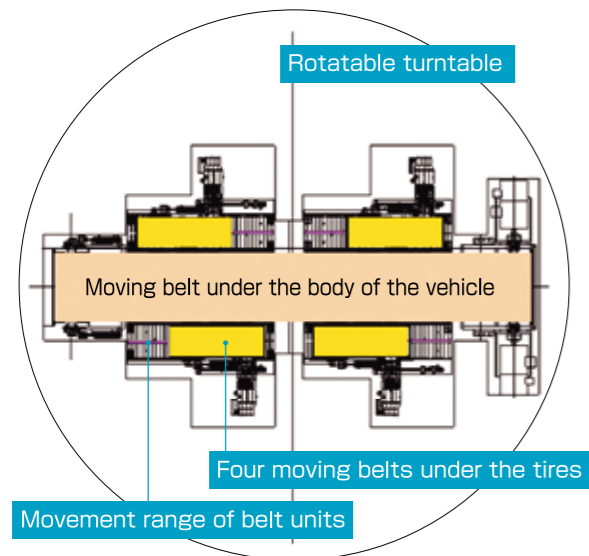 Rotatable turntable
Moving belt under the body of the vehicle
Four moving belts under the tires
Movement range of belt units